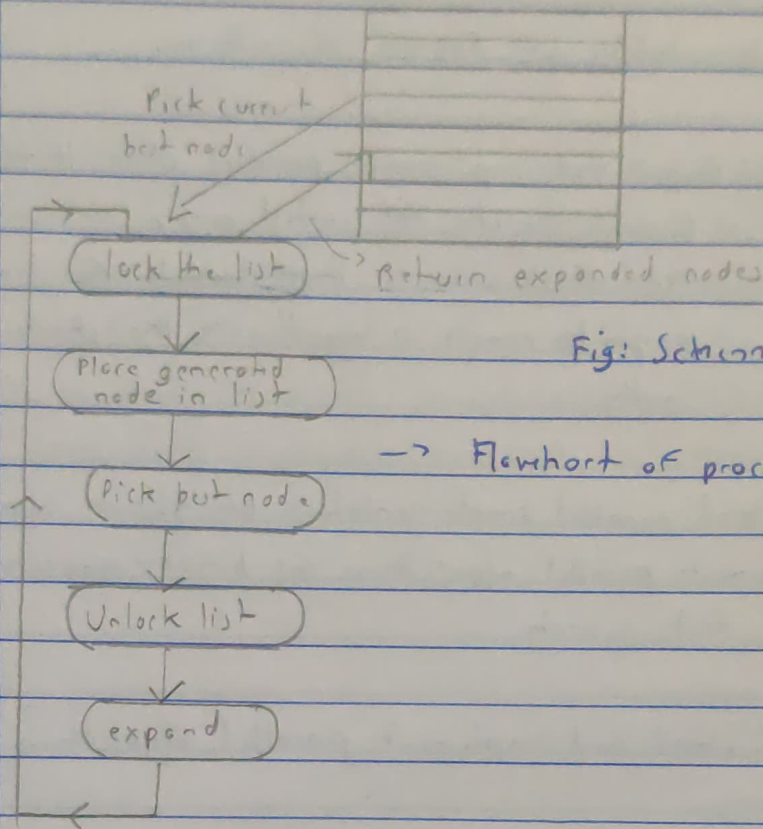 Pick current
best node
lock the list
Return expanded nodes
Fig:
Place generated
node in list
-> Flowchart of proc
Pick best node
Unlock list
expand